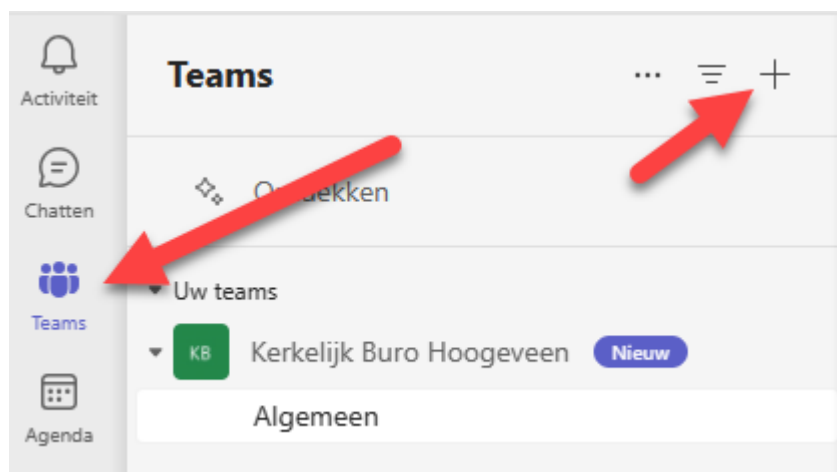 Activiteit
Chatten
Teams
Agenda
Teams
...
Uw teams
KB Kerkelijk Buro Hoogeveen Nieuw
Algemeen